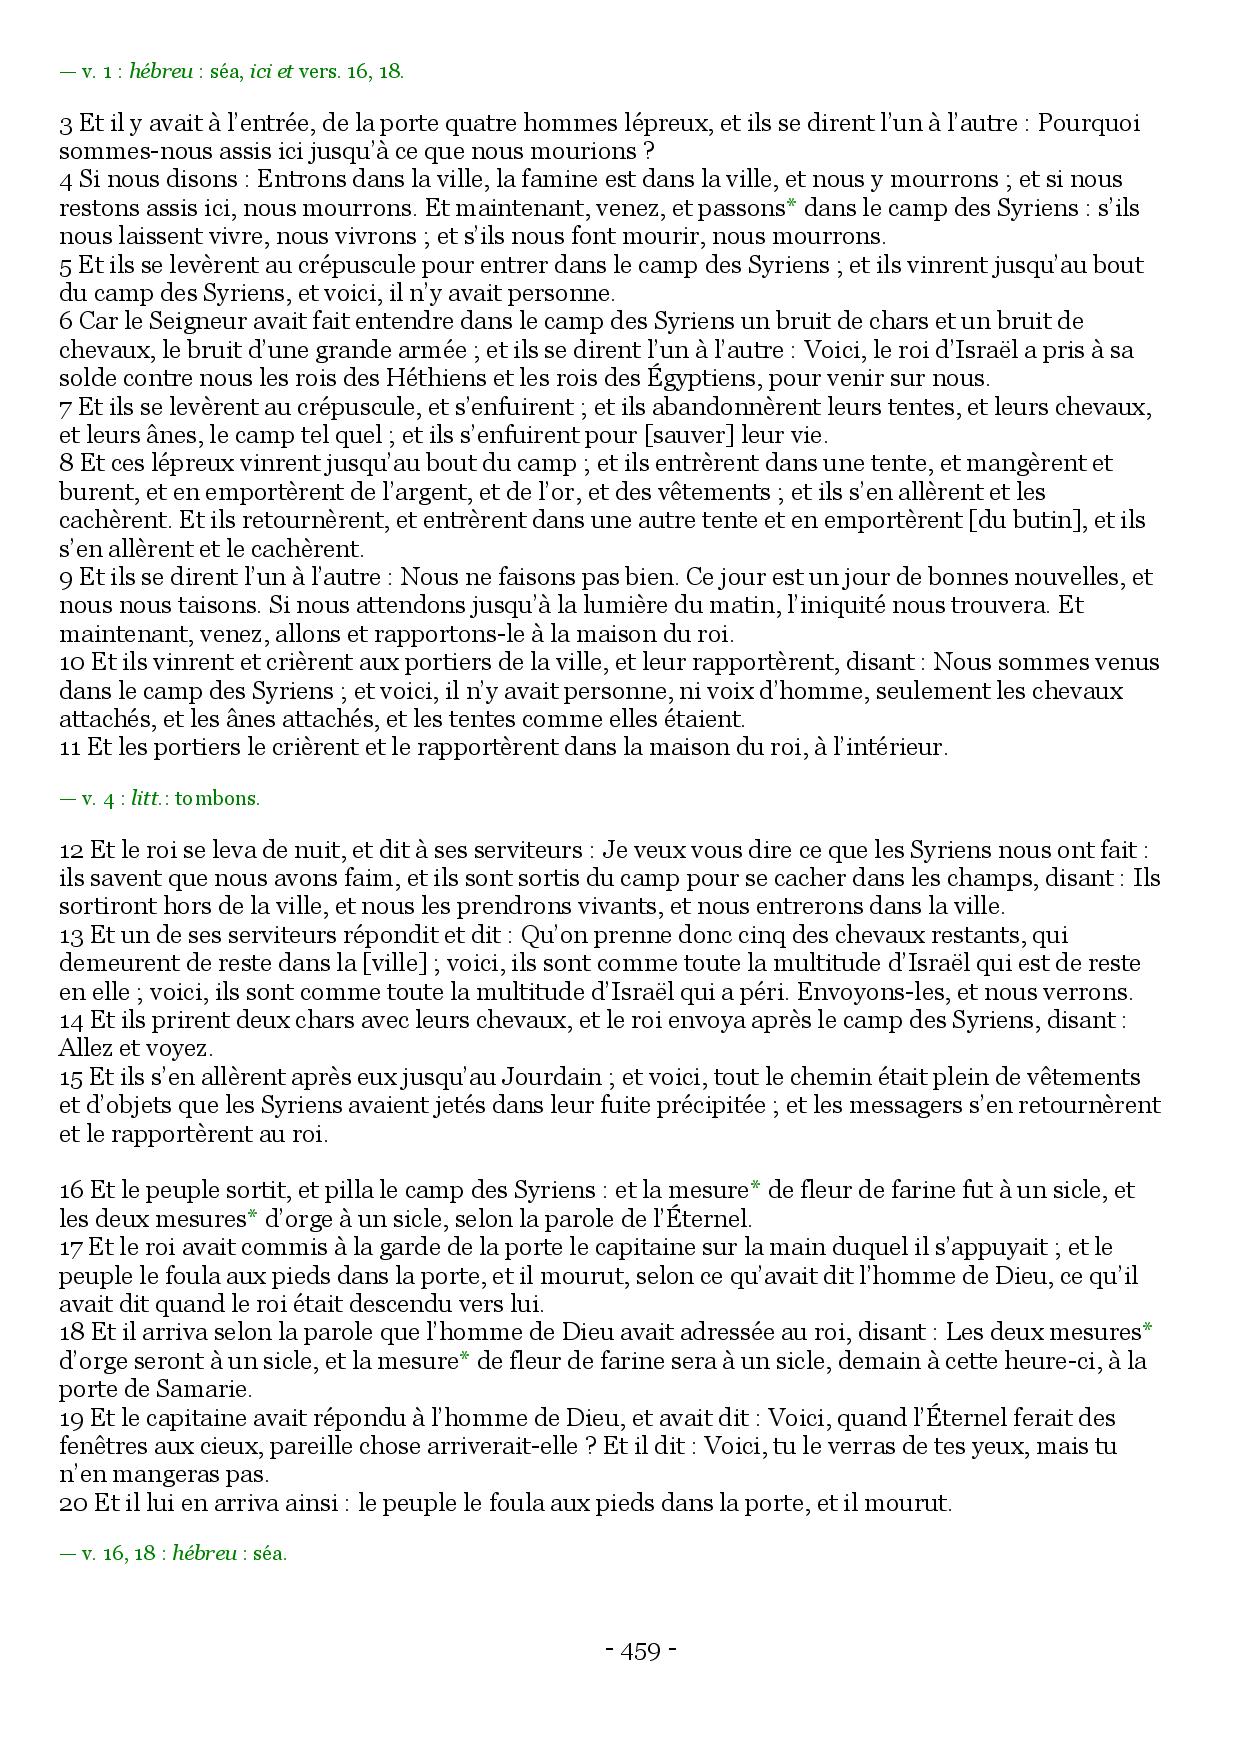 — v. 1 : hébreu : séa, ici et vers. 16, 18.
3 Et il y avait à l’entrée, de la porte quatre hommes lépreux, et ils se dirent l’un à l’autre : Pourquoi
sommes-nous assis ici jusqu’à ce que nous mourions ?
4 Si nous disons : Entrons dans la ville, la famine est dans la ville, et nous y mourrons ; et si nous
restons assis ici, nous mourrons. Et maintenant, venez, et passons* dans le camp des Syriens : s’ils
nous laissent vivre, nous vivrons ; et s’ils nous font mourir, nous mourrons.
5 Et ils se levèrent au crépuscule pour entrer dans le camp des Syriens ; et ils vinrent jusqu’au bout
du camp des Syriens, et voici, il n’y avait personne.
6 Car le Seigneur avait fait entendre dans le camp des Syriens un bruit de chars et un bruit de
chevaux, le bruit d’une grande armée ; et ils se dirent l’un à l’autre : Voici, le roi d’Israël a pris à sa
solde contre nous les rois des Héthiens et les rois des Égyptiens, pour venir sur nous.
7 Et ils se levèrent au crépuscule, et s’enfuirent ; et ils abandonnèrent leurs tentes, et leurs chevaux,
et leurs ânes, le camp tel quel ; et ils s’enfuirent pour [sauver] leur vie.
8 Et ces lépreux vinrent jusqu’au bout du camp ; et ils entrèrent dans une tente, et mangèrent et
burent, et en emportèrent de l’argent, et de l’or, et des vêtements ; et ils s’en allèrent et les
cachèrent. Et ils retournèrent, et entrèrent dans une autre tente et en emportèrent [du butin], et ils
s’en allèrent et le cachèrent.
9 Et ils se dirent l’un à l’autre : Nous ne faisons pas bien. Ce jour est un jour de bonnes nouvelles, et
nous nous taisons. Si nous attendons jusqu’à la lumière du matin, l’iniquité nous trouvera. Et
maintenant, venez, allons et rapportons-le à la maison du roi.
10 Et ils vinrent et crièrent aux portiers de la ville, et leur rapportèrent, disant : Nous sommes venus
dans le camp des Syriens ; et voici, il n’y avait personne, ni voix d’homme, seulement les chevaux
attachés, et les ânes attachés, et les tentes comme elles étaient.
11 Et les portiers le crièrent et le rapportèrent dans la maison du roi, à l’intérieur.
— v. 4 : litt.: tombons.
12 Et le roi se leva de nuit, et dit à ses serviteurs : Je veux vous dire ce que les Syriens nous ont fait :
ils savent que nous avons faim, et ils sont sortis du camp pour se cacher dans les champs, disant : Ils
sortiront hors de la ville, et nous les prendrons vivants, et nous entrerons dans la ville.
13 Et un de ses serviteurs répondit et dit : Qu’on prenne donc cinq des chevaux restants, qui
demeurent de reste dans la [ville] ; voici, ils sont comme toute la multitude d’Israël qui est de reste
en elle ; voici, ils sont comme toute la multitude d’Israël qui a péri. Envoyons-les, et nous verrons.
14 Et ils prirent deux chars avec leurs chevaux, et le roi envoya après le camp des Syriens, disant :
Allez et voyez.
15 Et ils s’en allèrent après eux jusqu’au Jourdain ; et voici, tout le chemin était plein de vêtements
et d’objets que les Syriens avaient jetés dans leur fuite précipitée ; et les messagers s’en retournèrent
et le rapportèrent au roi.
16 Et le peuple sortit, et pilla le camp des Syriens : et la mesure* de fleur de farine fut à un sicle, et
les deux mesures* d’orge à un sicle, selon la parole de l’Éternel.
17 Et le roi avait commis à la garde de la porte le capitaine sur la main duquel il s’appuyait ; et le
peuple le foula aux pieds dans la porte, et il mourut, selon ce qu’avait dit l’homme de Dieu, ce qu’il
avait dit quand le roi était descendu vers lui.
18 Et il arriva selon la parole que l’homme de Dieu avait adressée au roi, disant : Les deux mesures*
d’orge seront à un sicle, et la mesure* de fleur de farine sera à un sicle, demain à cette heure-ci, à la
porte de Samarie.
19 Et le capitaine avait répondu à l’homme de Dieu, et avait dit : Voici, quand l’Éternel ferait des
fenêtres aux cieux, pareille chose arriverait-elle ? Et il dit : Voici, tu le verras de tes yeux, mais tu
n’en mangeras pas.
20 Et il lui en arriva ainsi : le peuple le foula aux pieds dans la porte, et il mourut.
— v. 16, 18 : hébreu : séa.
- 459 -